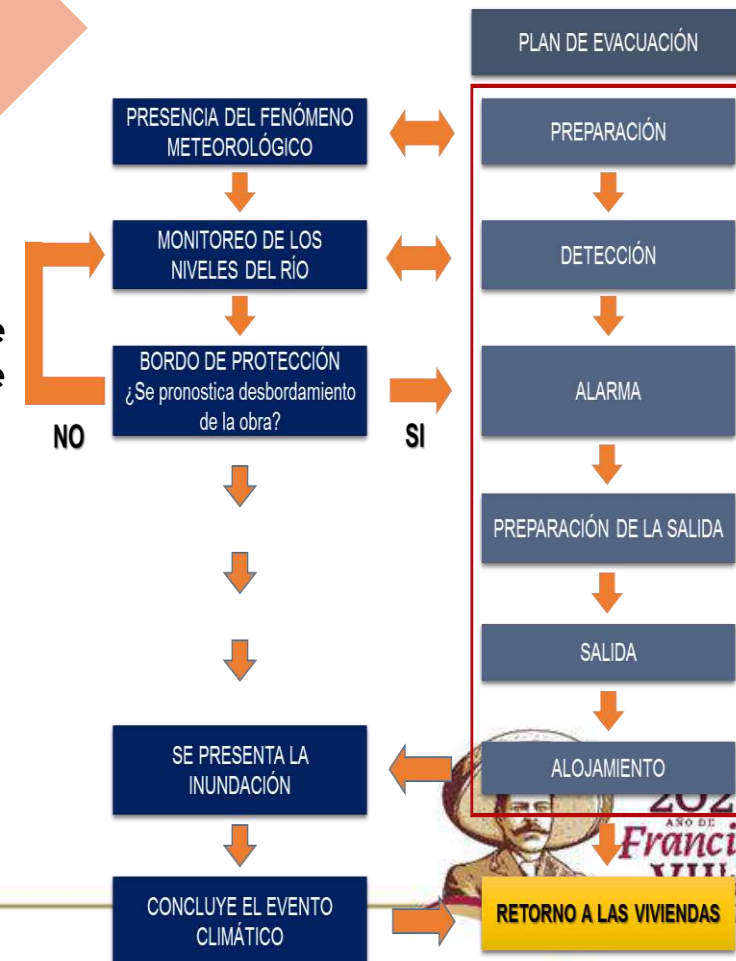 PLAN DE EVACUACIÓN
PRESENCIA DEL FENÓMENO
METEOROLÓGICO
PREPARACIÓN
MONITOREO DE LOS
NIVELES DEL RÍO
DETECCIÓN
BORDO DE PROTECCIÓN
¿Se pronostica desbordamiento
de la obra?
ALARMA
NO
SI
PREPARACIÓN DE LA SALIDA
SALIDA
SE PRESENTA LA
INUNDACIÓN
ALOJAMIENTO
AÑO DE
CONCLUYE EL EVENTO
CLIMÁTICO
RETORNO A LAS VIVIENDAS